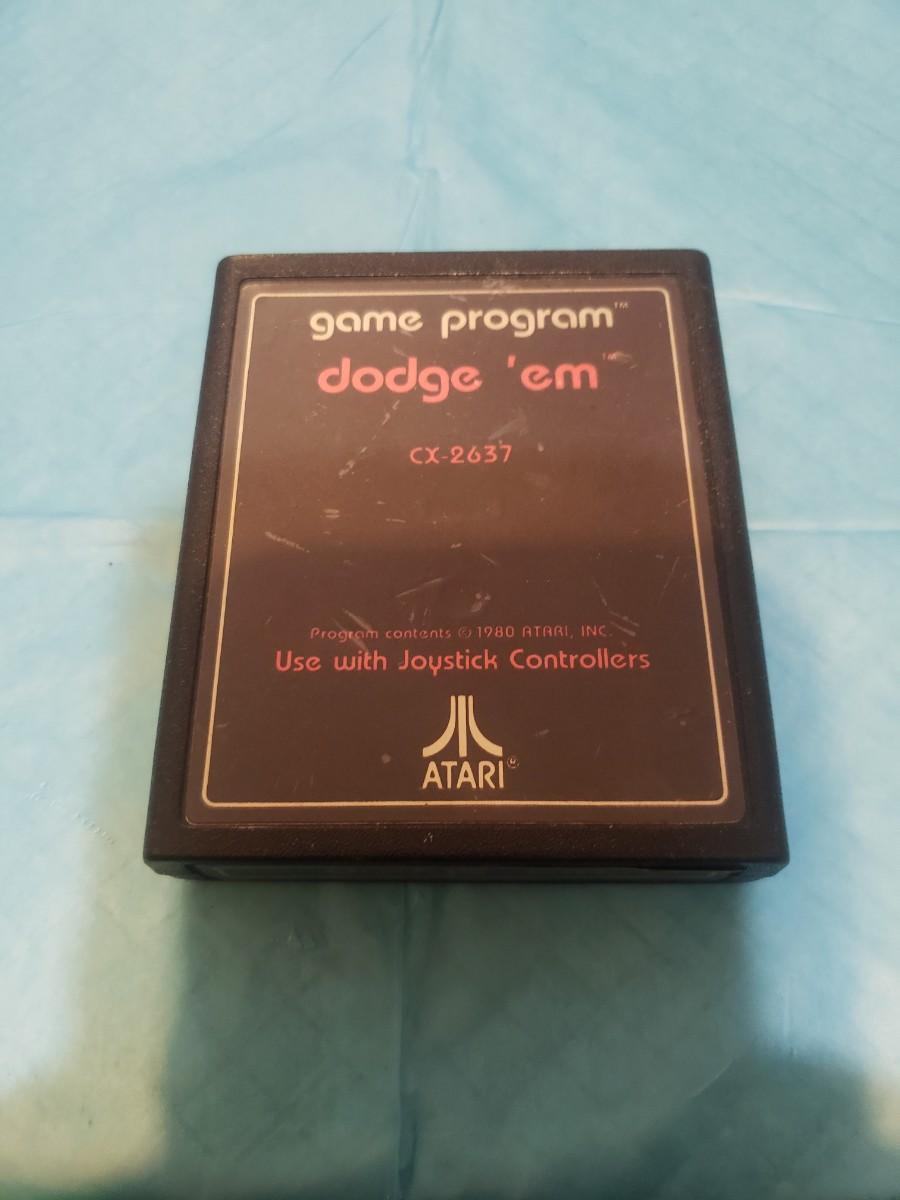 game program™
dodge 'em™
CX-2637
Program contents © 1980 ATARI, INC.
Use with Joystick Controllers
ATARI®